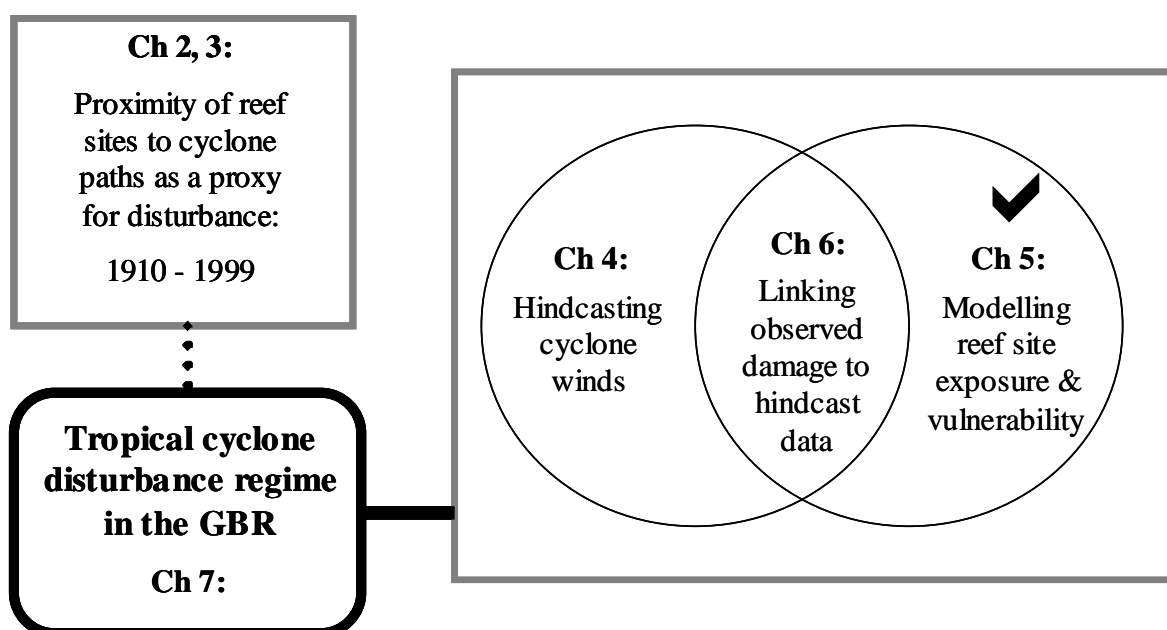 Ch 2, 3:
Proximity of reef
sites to cyclone
paths as a proxy
for disturbance:
1910 - 1999
Tropical cyclone
disturbance regime
in the GBR
Ch 7:
Ch 4:
Hindcasting
cyclone
winds
Ch 6:
Linking
observed
damage to
hindcast
data
Ch 5:
Modelling
reef site
exposure &
vulnerability